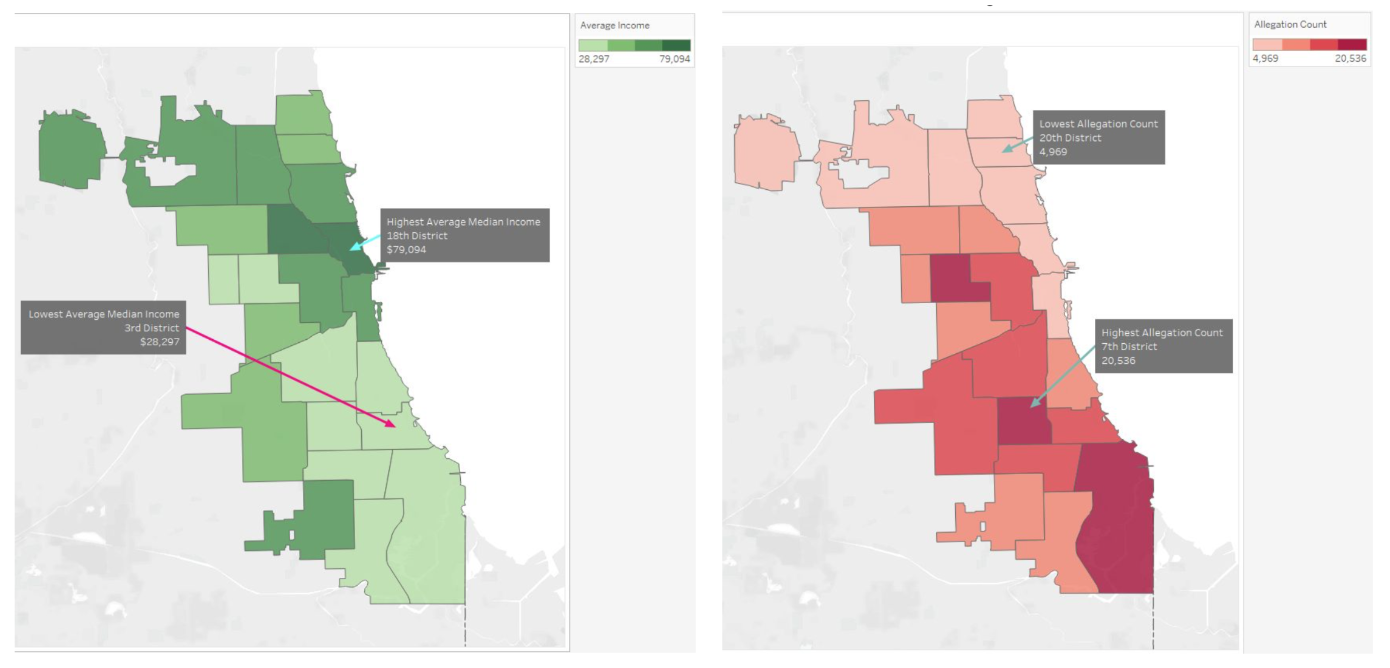 Average Income
28,297 79,094
Highest Average Median Income
18th District
$79,094
Lowest Average Median Income
3rd District
$28,297
Allegation Count
4,969 20,536
Lowest Allegation Count
20th District
4,969
Highest Allegation Count
7th District
20,536